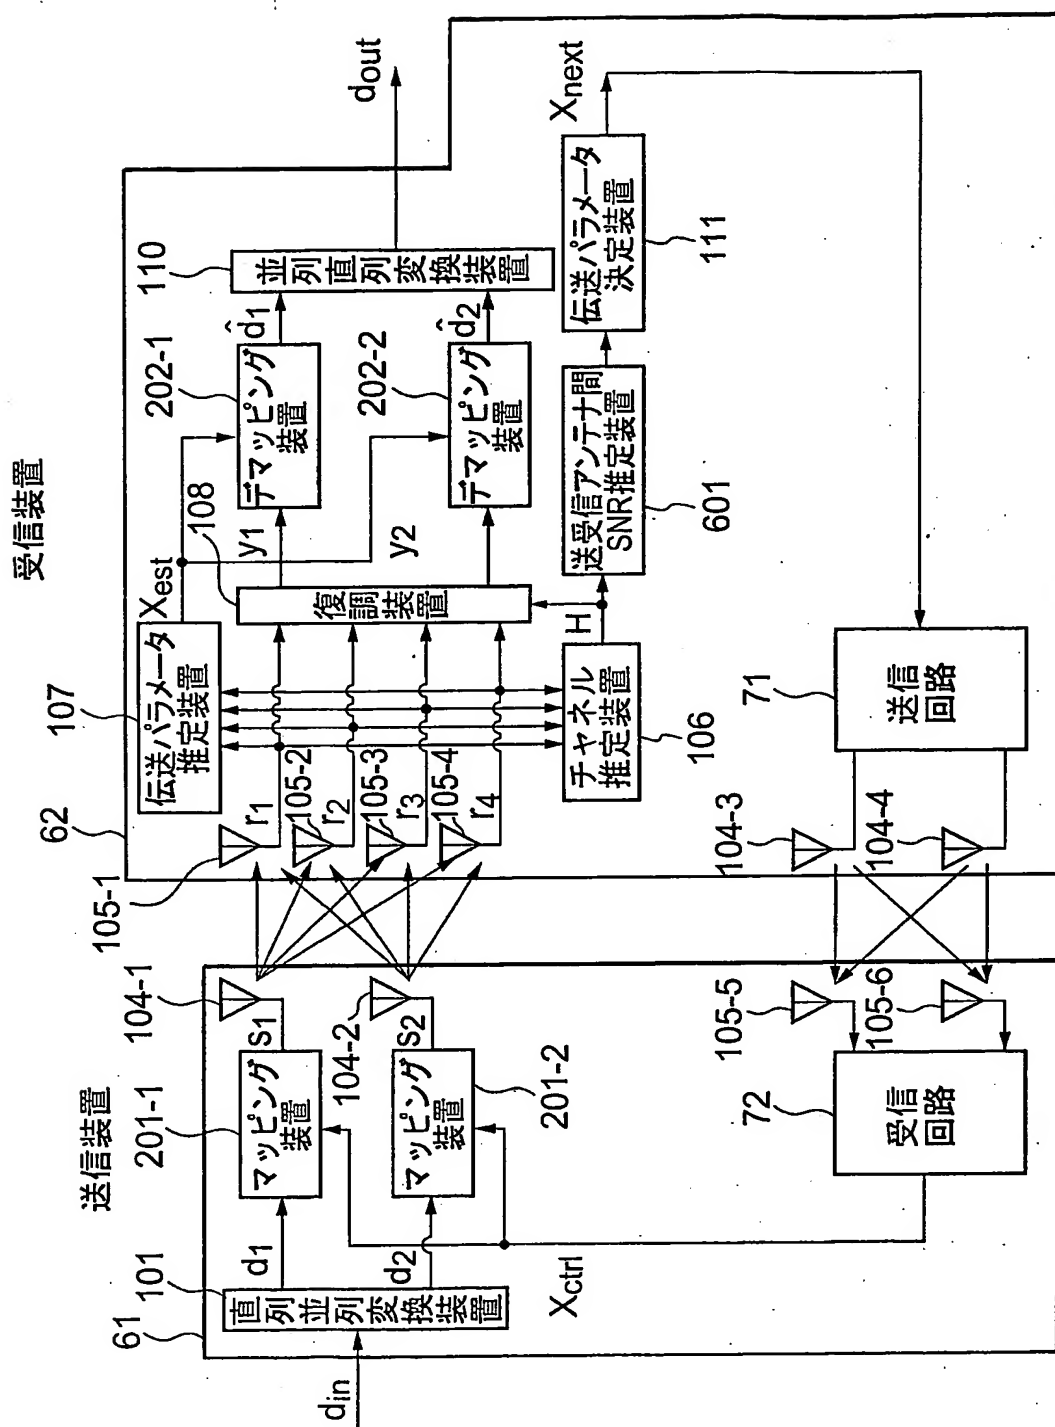 送信装置
受信装置
61
101
din
直列並列変換装置
d1
d2
201-1
マッピング
装置
マッピング
装置
201-2
s1
s2
104-1
104-2
Xctrl
72
受信
回路
105-5
105-6
104-3
104-4
71
送信
回路
62
107
伝送パラメータ
推定装置
Xest
105-1
105-2
105-3
105-4
r1
r2
r3
r4
108
復調装置
H
チャネル
推定装置
106
y1
y2
202-1
デマッピング
装置
202-2
デマッピング
装置
d̂1
d̂2
110
並列直列変換装置
dout
送受信アンテナ間
SNR推定装置
601
伝送パラメータ
決定装置
111
Xnext